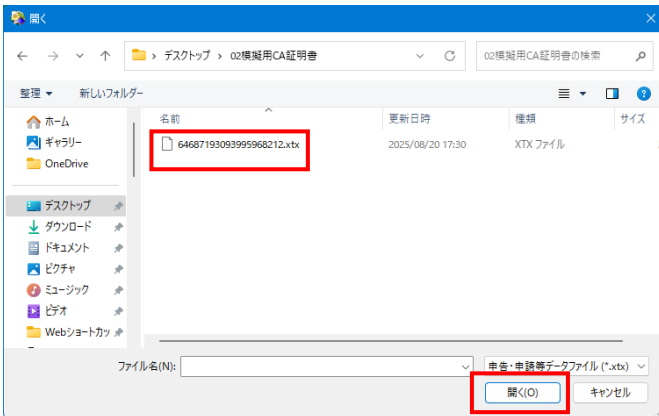 開く
デスクトップ › 02模擬用CA証明書
02模擬用CA証明書の検索
整理 新しいフォルダー
ホーム
ギャラリー
OneDrive
デスクトップ
ダウンロード
ドキュメント
ピクチャ
ミュージック
ビデオ
Webショートカッ
名前 更新日時 種類 サイズ
64687193093995968212.xtx 2025/08/20 17:30 XTX ファイル
ファイル名(N):
申告・申請等データファイル (*.xtx)
開く(O) キャンセル